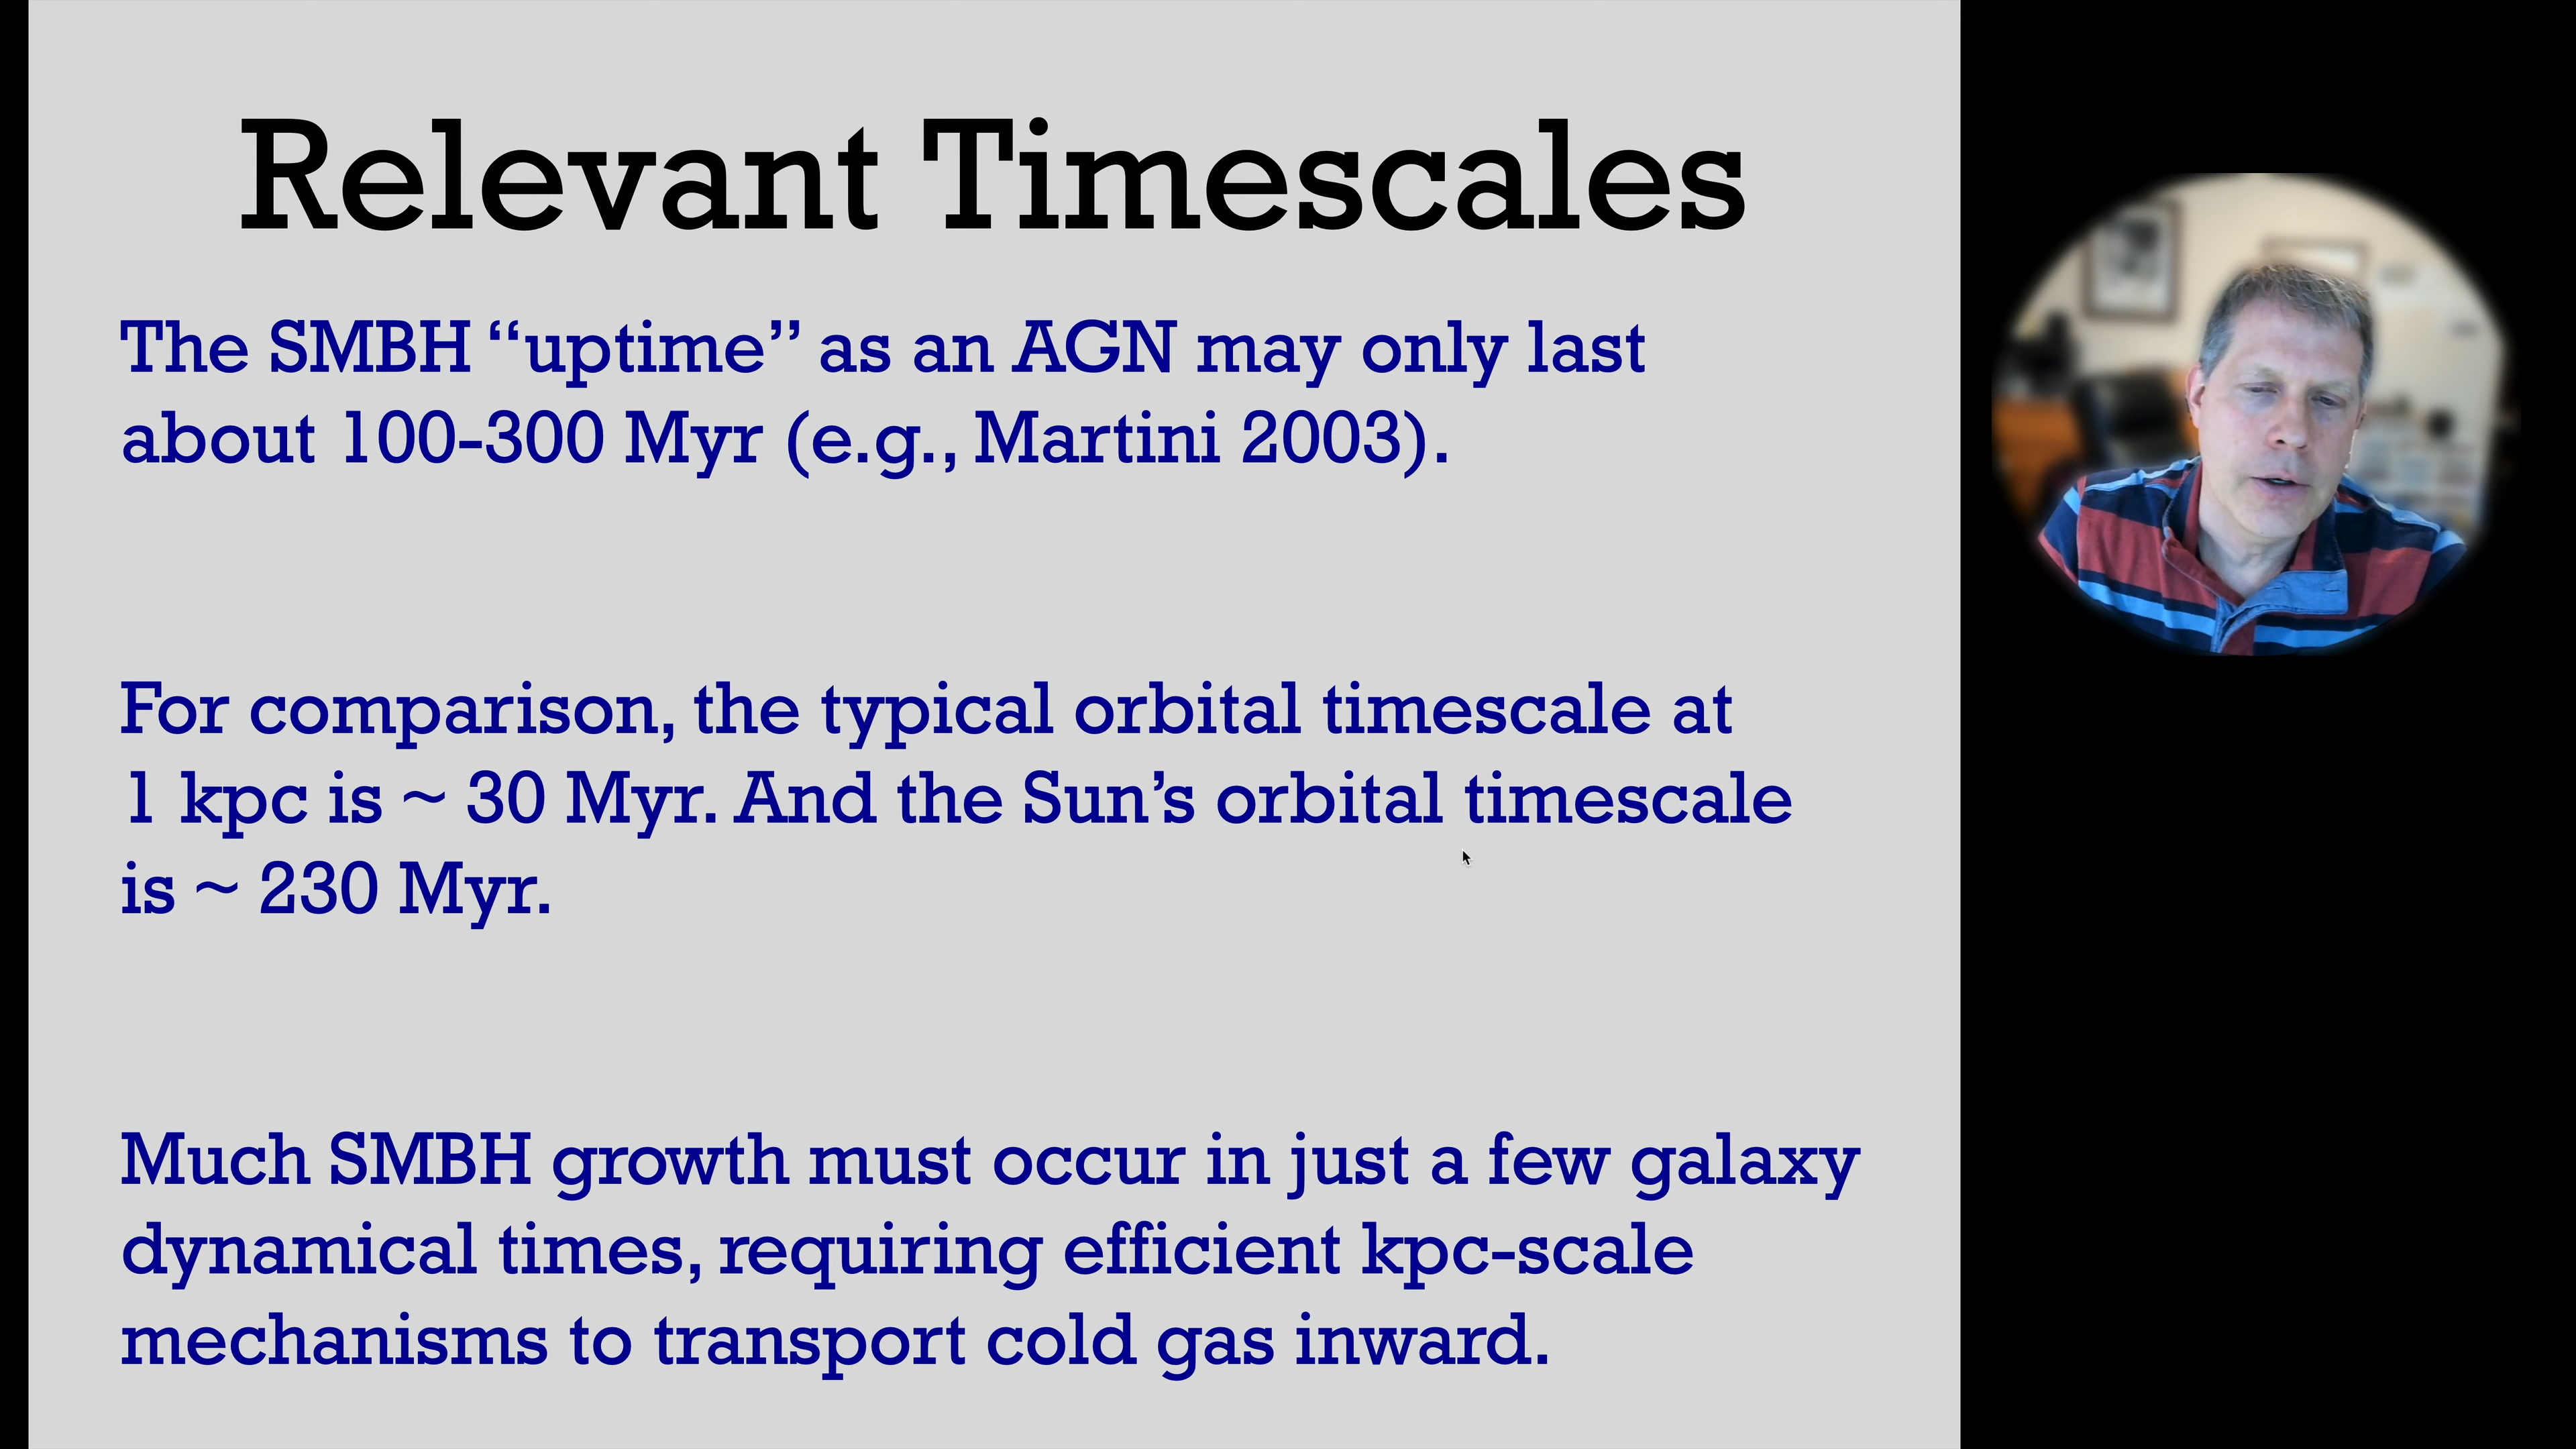 Relevant Timescales
The SMBH “uptime” as an AGN may only last
about 100-300 Myr (e.g., Martini 2003).
For comparison, the typical orbital timescale at
1 kpc is ~ 30 Myr. And the Sun’s orbital timescale
is ~ 230 Myr.
Much SMBH growth must occur in just a few galaxy
dynamical times, requiring efficient kpc-scale
mechanisms to transport cold gas inward.